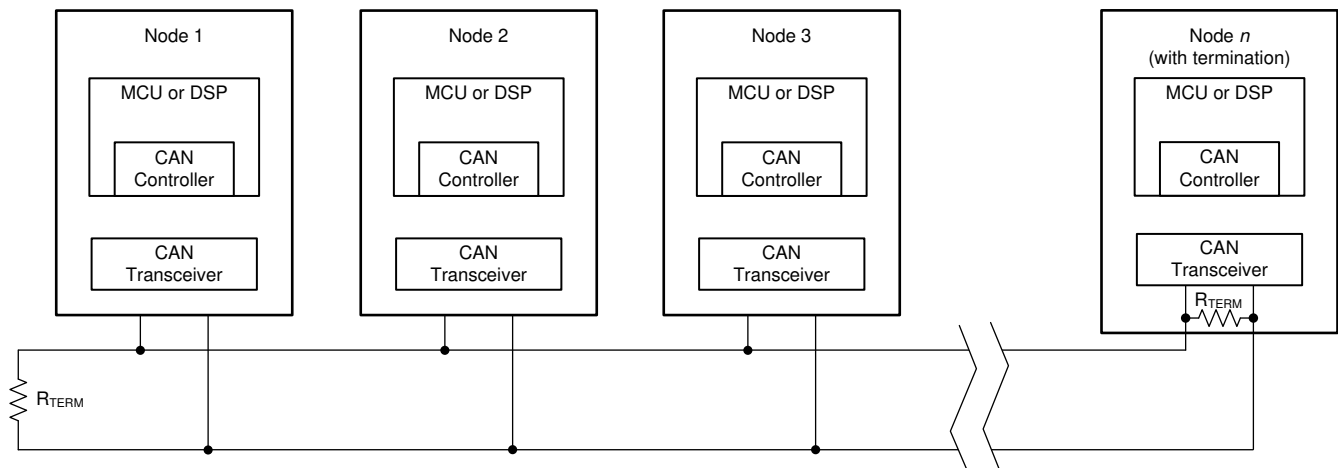 Node 1
MCU or DSP
CAN
Controller
CAN
Transceiver
Node 2
MCU or DSP
CAN
Controller
CAN
Transceiver
Node 3
MCU or DSP
CAN
Controller
CAN
Transceiver
Node n
(with termination)
MCU or DSP
CAN
Controller
CAN
Transceiver
RTERM
RTERM